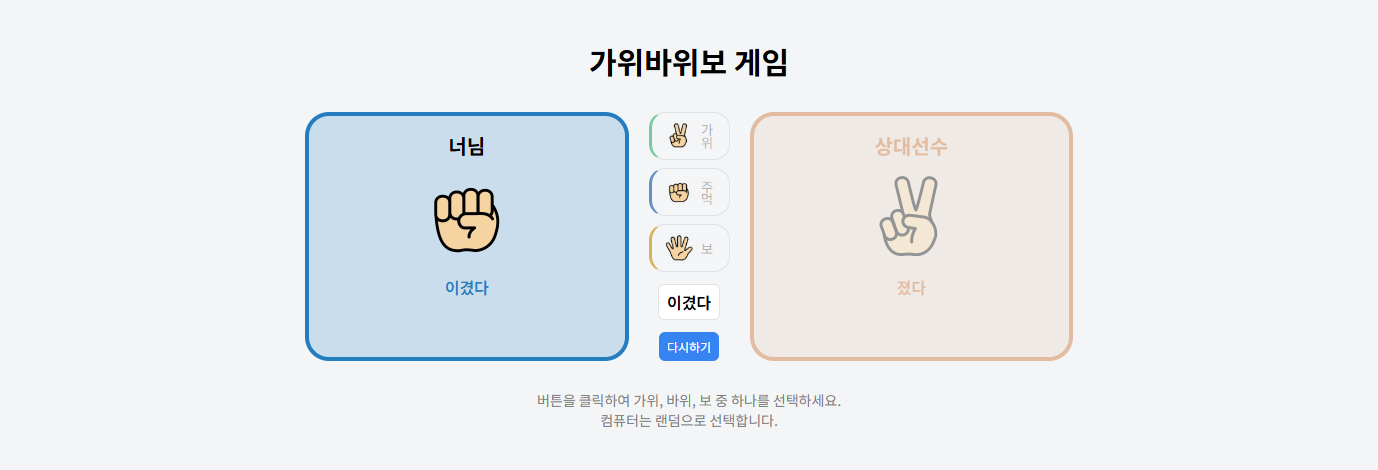 가위바위보 게임
너님
이겼다
가
위
주
먹
보
이겼다
다시하기
상대선수
졌다
버튼을 클릭하여 가위, 바위, 보 중 하나를 선택하세요.
컴퓨터는 랜덤으로 선택합니다.